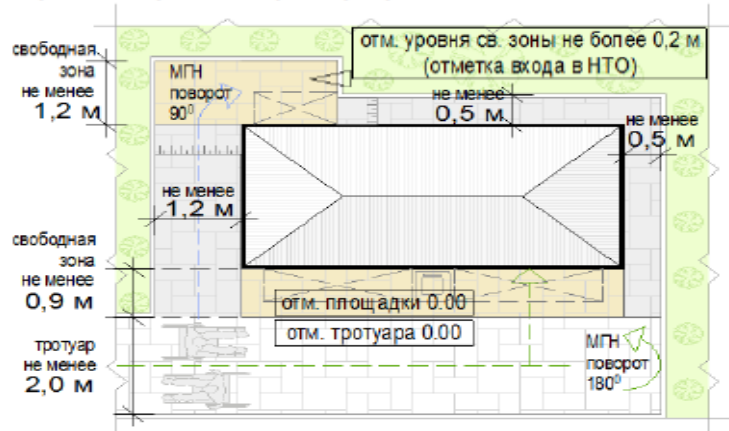 свободная
зона
не менее
1,2 м
МГН
поворот
90⁰
отм. уровня св. зоны не более 0,2 м
(отметка входа в НТО)
не менее
0,5 м
не менее
0,5 м
не менее
1,2 м
свободная
зона
не менее
0,9 м
отм. площадки 0.00
отм. тротуара 0.00
тротуар
не менее
2,0 м
МГН
поворот
180⁰